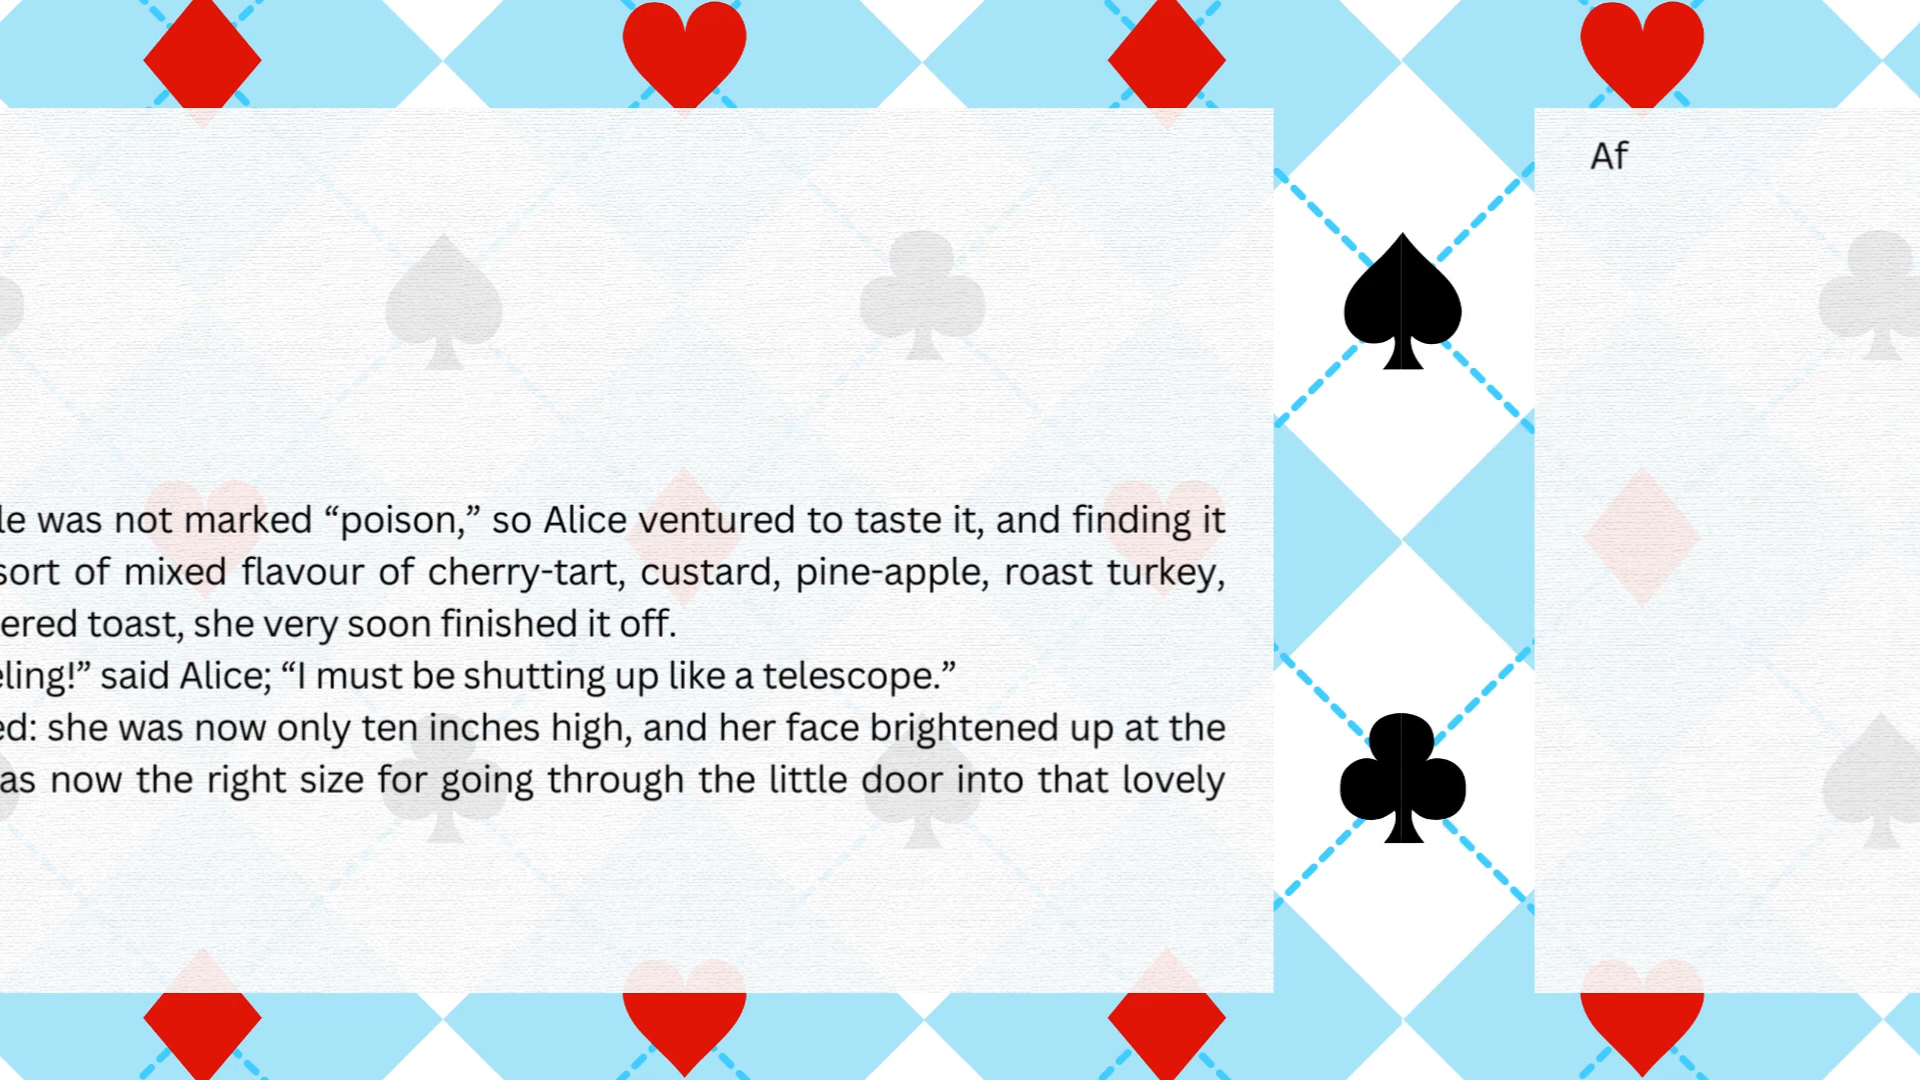 le was not marked “poison,” so Alice ventured to taste it, and finding it
sort of mixed flavour of cherry-tart, custard, pine-apple, roast turkey,
ered toast, she very soon finished it off.
eling!” said Alice; “I must be shutting up like a telescope.”
ed: she was now only ten inches high, and her face brightened up at the
as now the right size for going through the little door into that lovely
Af